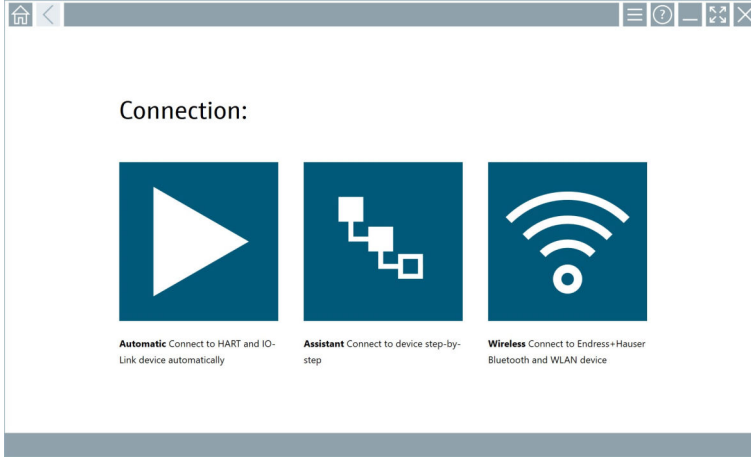 ?
Connection:
Automatic Connect to HART and IO-
Link device automatically
Assistant Connect to device step-by-
step
Wireless Connect to Endress+Hauser
Bluetooth and WLAN device